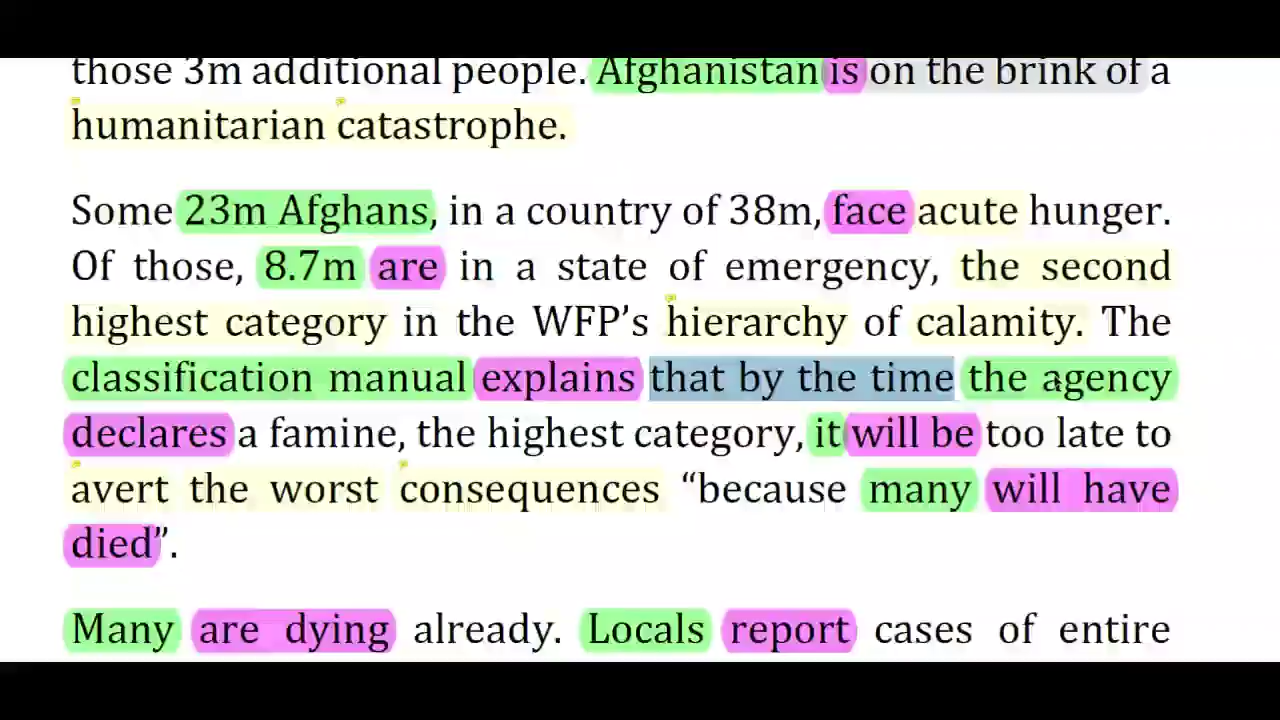 those 3m additional people. Afghanistan is on the brink of a
humanitarian catastrophe.
Some 23m Afghans, in a country of 38m, face acute hunger.
Of those, 8.7m are in a state of emergency, the second
highest category in the WFP’s hierarchy of calamity. The
classification manual explains that by the time the agency
declares a famine, the highest category, it will be too late to
avert the worst consequences “because many will have
died”.
Many are dying already. Locals report cases of entire